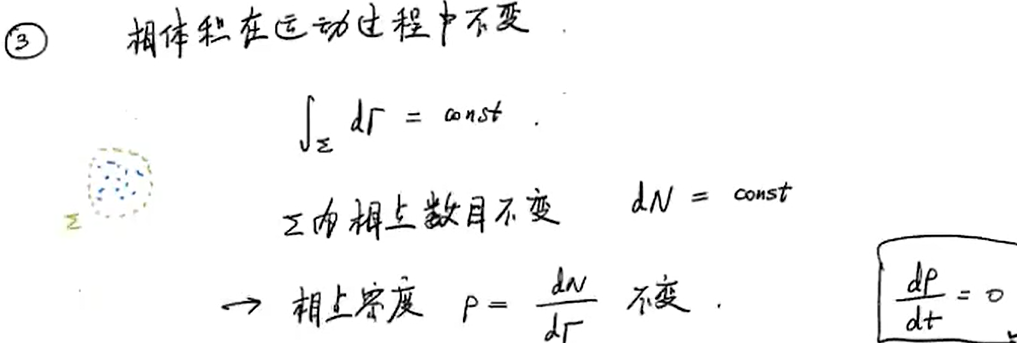 ③ 相体积在运动过程中不变.
∫_Σ dΓ = const.
Σ
Σ内相点数目不变 dN = const
→ 相点密度 ρ = dN/dΓ 不变. dρ/dt = 0